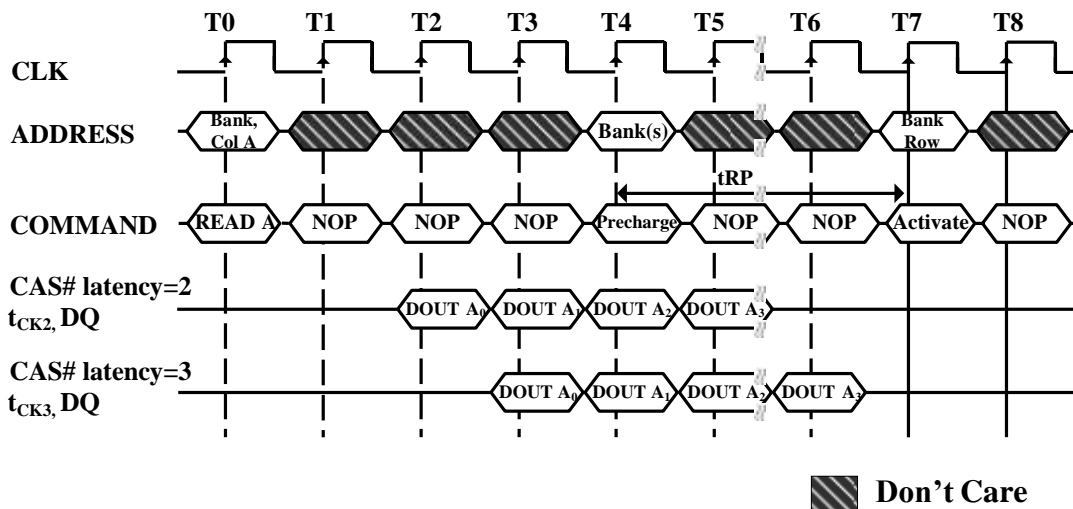 T0 T1 T2 T3 T4 T5 T6 T7 T8
CLK
ADDRESS Bank, Col A Bank(s) Bank Row
tRP
COMMAND READ A NOP NOP NOP Precharge NOP NOP Activate NOP
CAS# latency=2
tCK2, DQ DOUT A0 DOUT A1 DOUT A2 DOUT A3
CAS# latency=3
tCK3, DQ DOUT A0 DOUT A1 DOUT A2 DOUT A3
Don't Care